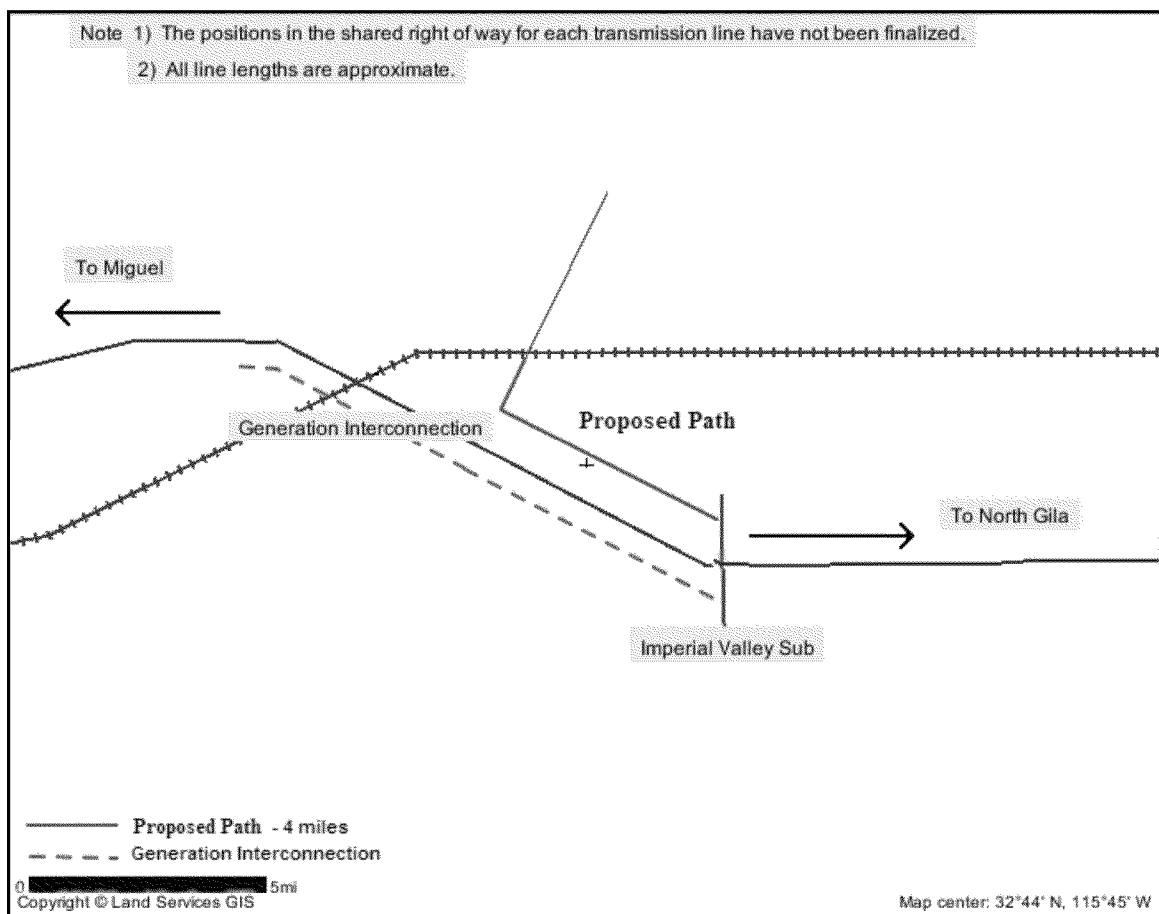 Note 1) The positions in the shared right of way for each transmission line have not been finalized.
2) All line lengths are approximate.
To Miguel
Generation Interconnection
Proposed Path
To North Gila
Imperial Valley Sub
Proposed Path - 4 miles
Generation Interconnection
0 5mi
Copyright © Land Services GIS
Map center: 32°44' N, 115°45' W